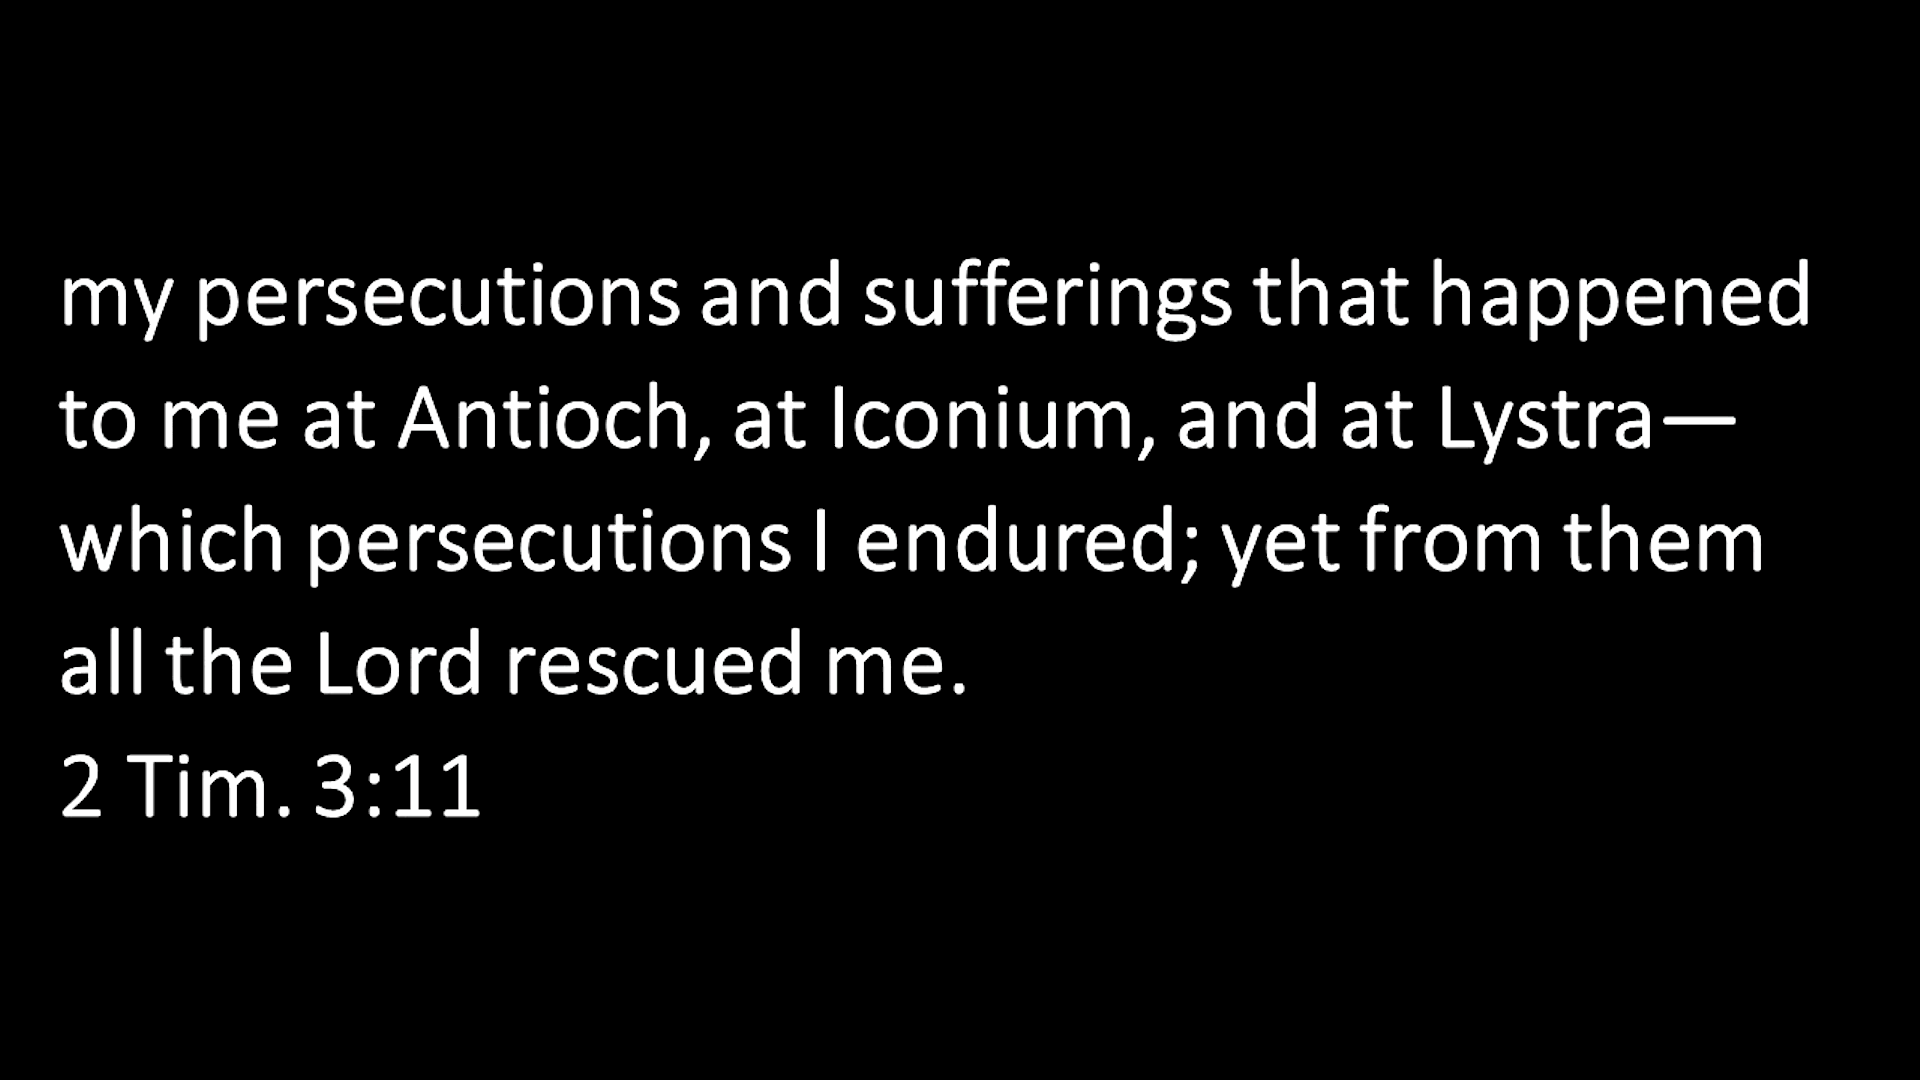 my persecutions and sufferings that happened
to me at Antioch, at Iconium, and at Lystra—
which persecutions I endured; yet from them
all the Lord rescued me.
2 Tim. 3:11